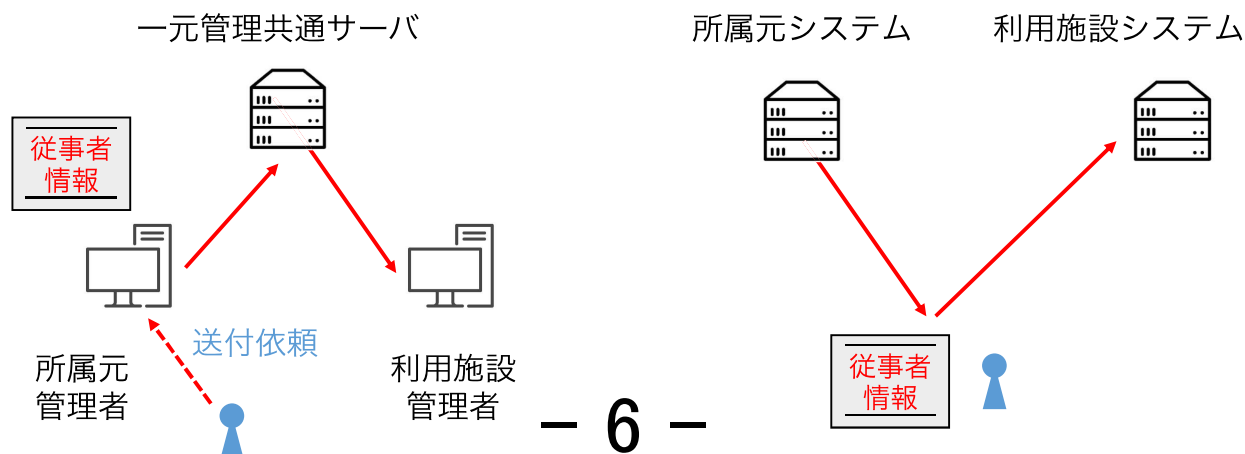 一元管理共通サーバ
所属元システム
利用施設システム
従事者
情報
送付依頼
所属元
管理者
利用施設
管理者
従事者
情報
− 6 −